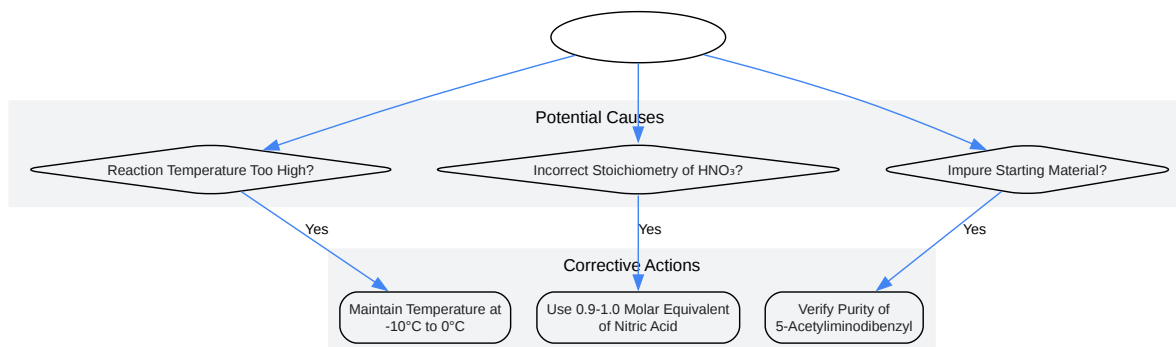 Potential Causes
Reaction Temperature Too High?
Incorrect Stoichiometry of HNO₃?
Impure Starting Material?
Yes
Yes
Yes
Corrective Actions
Maintain Temperature at
-10°C to 0°C
Use 0.9-1.0 Molar Equivalent
of Nitric Acid
Verify Purity of
5-Acetyliminodibenzyl